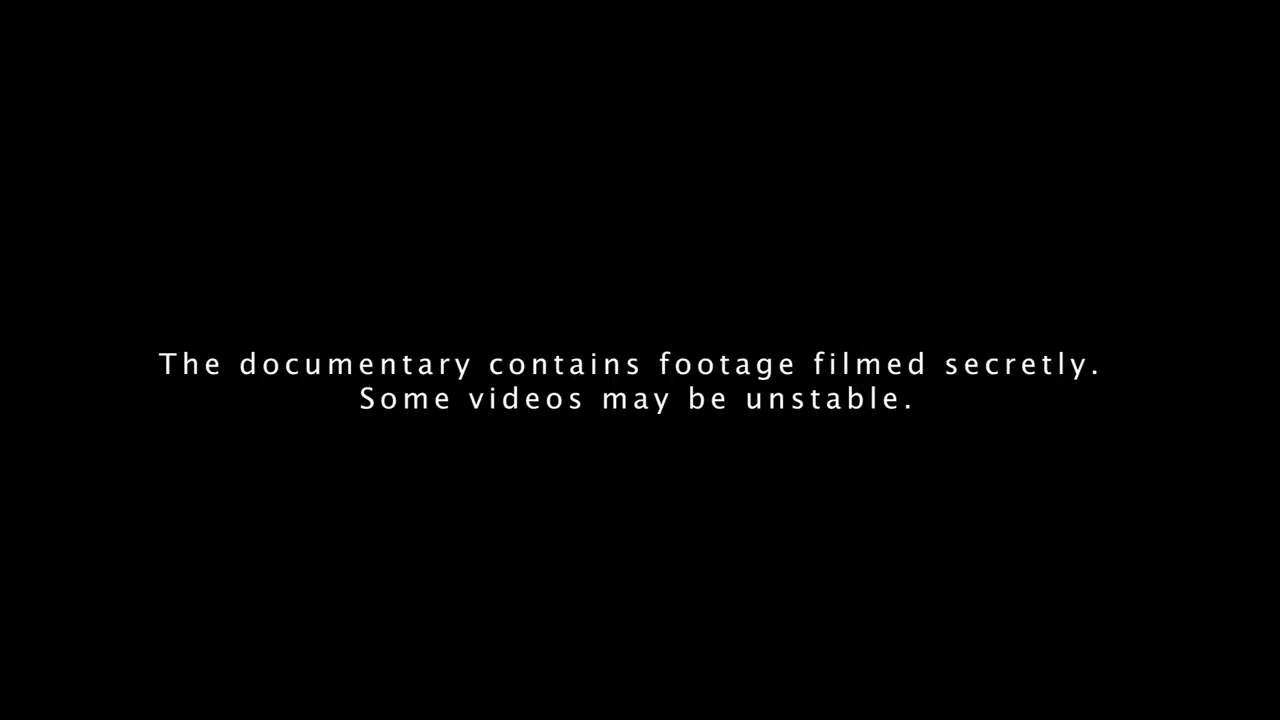 The documentary contains footage filmed secretly.
Some videos may be unstable.